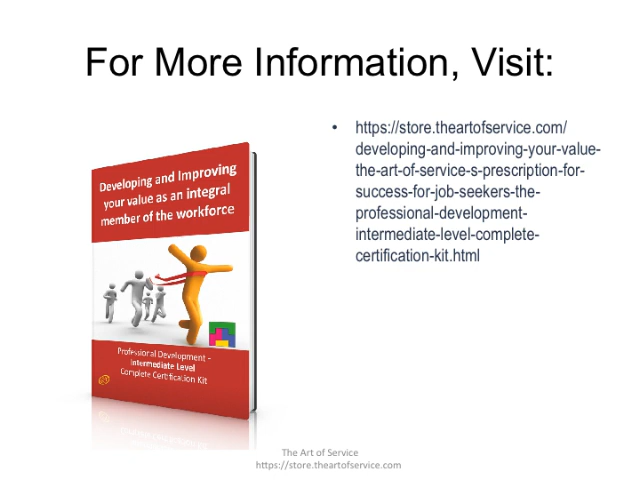 For More Information, Visit:
Developing and Improving
your value as an integral
member of the workforce
Professional Development -
Intermediate Level
Complete Certification Kit
• https://store.theartofservice.com/
developing-and-improving-your-value-
the-art-of-service-s-prescription-for-
success-for-job-seekers-the-
professional-development-
intermediate-level-complete-
certification-kit.html
The Art of Service
https://store.theartofservice.com